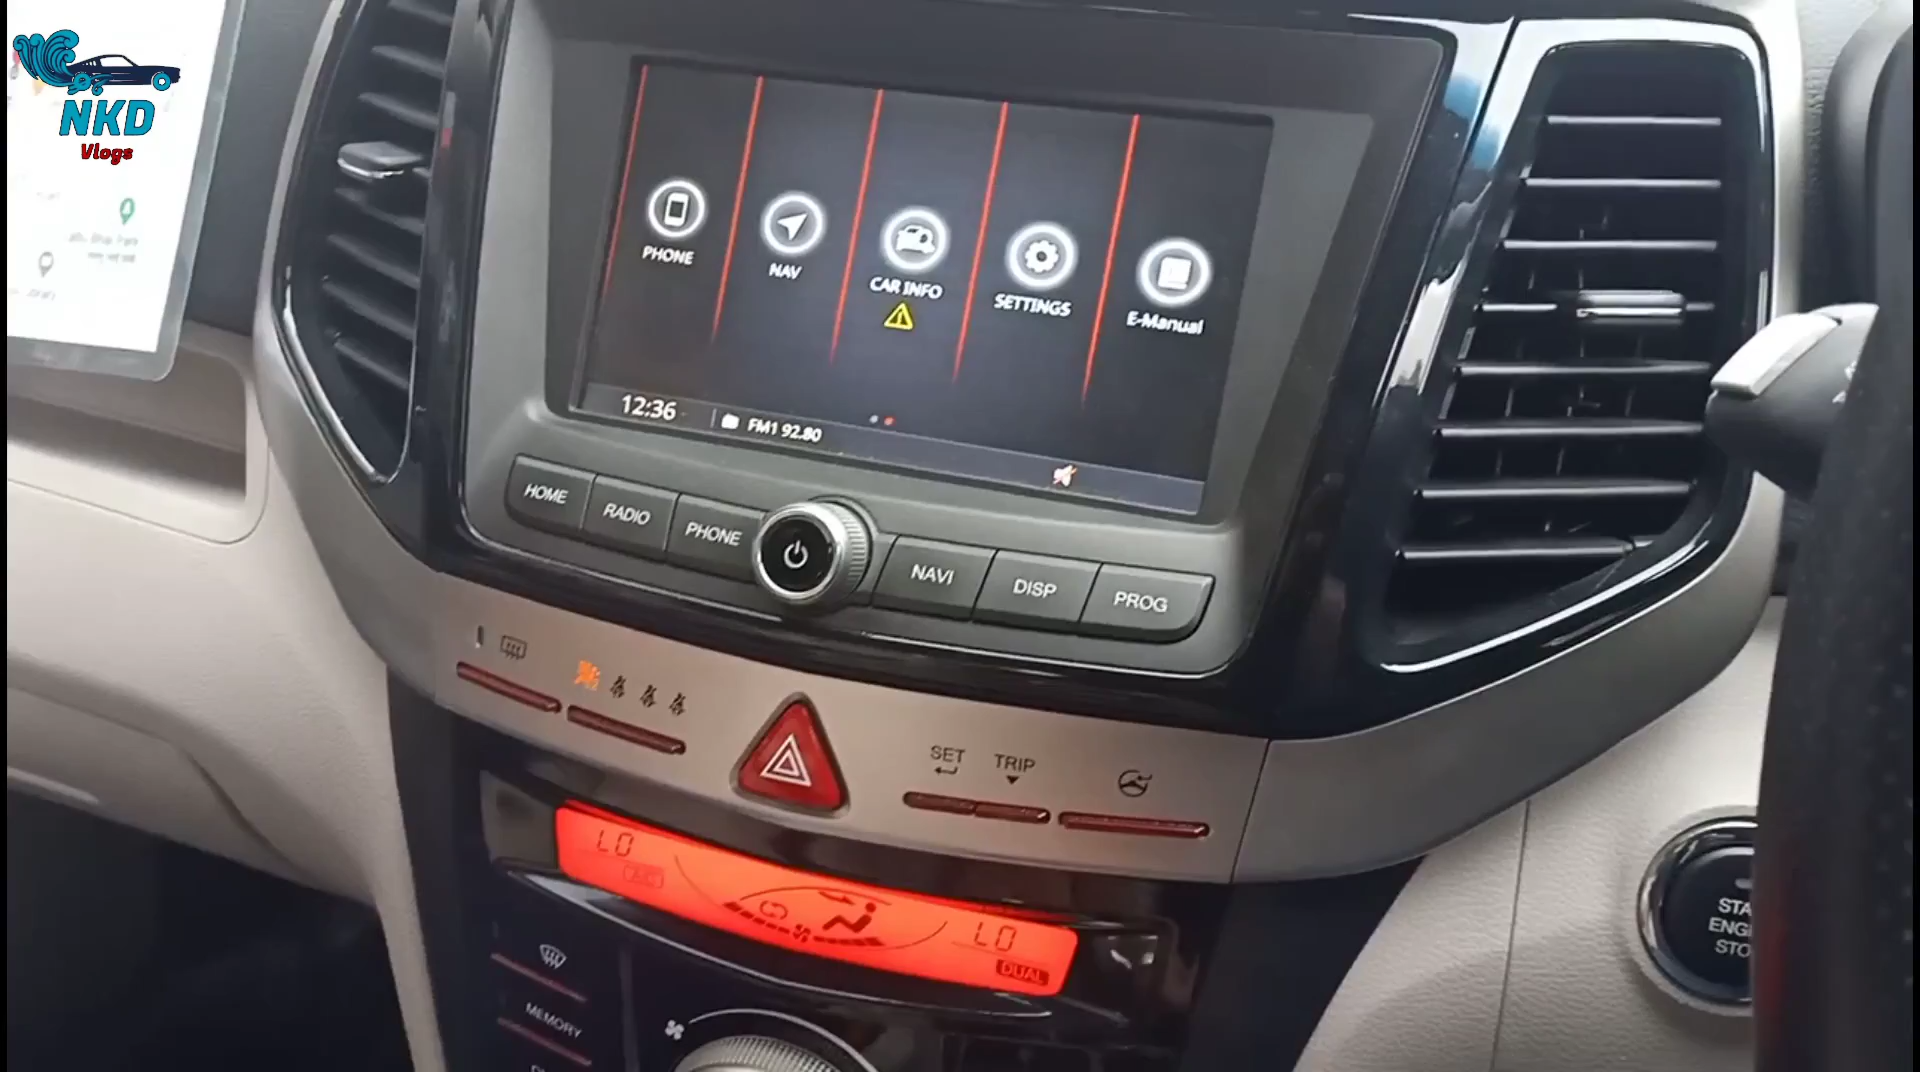 NKD
Vlogs
PHONE
NAV
CAR INFO
SETTINGS
E-Manual
12:36
FM1 92.80
HOME
RADIO
PHONE
NAVI
DISP
PROG
SET
TRIP
LO
A/C
LO
DUAL
MEMORY
STA
ENGI
STO